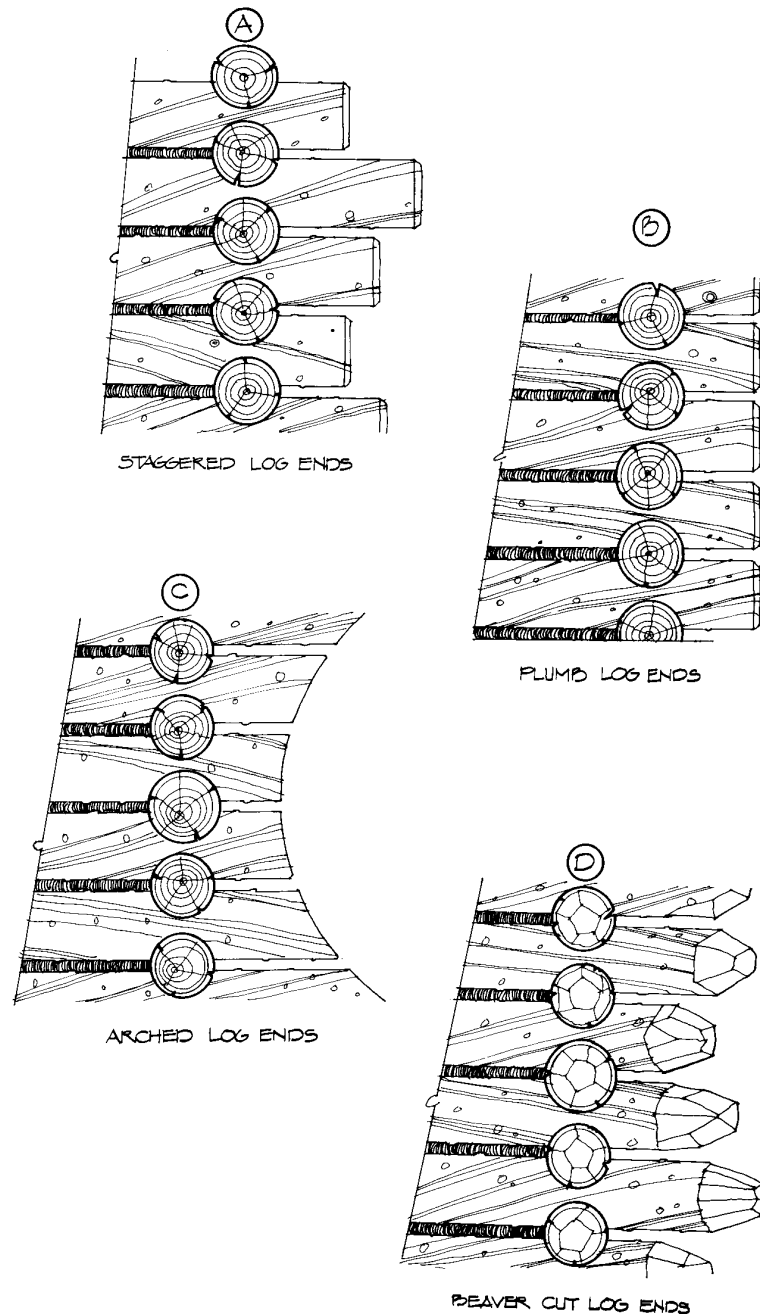 A
STAGGERED LOG ENDS
B
PLUMB LOG ENDS
C
ARCHED LOG ENDS
D
BEAVER CUT LOG ENDS